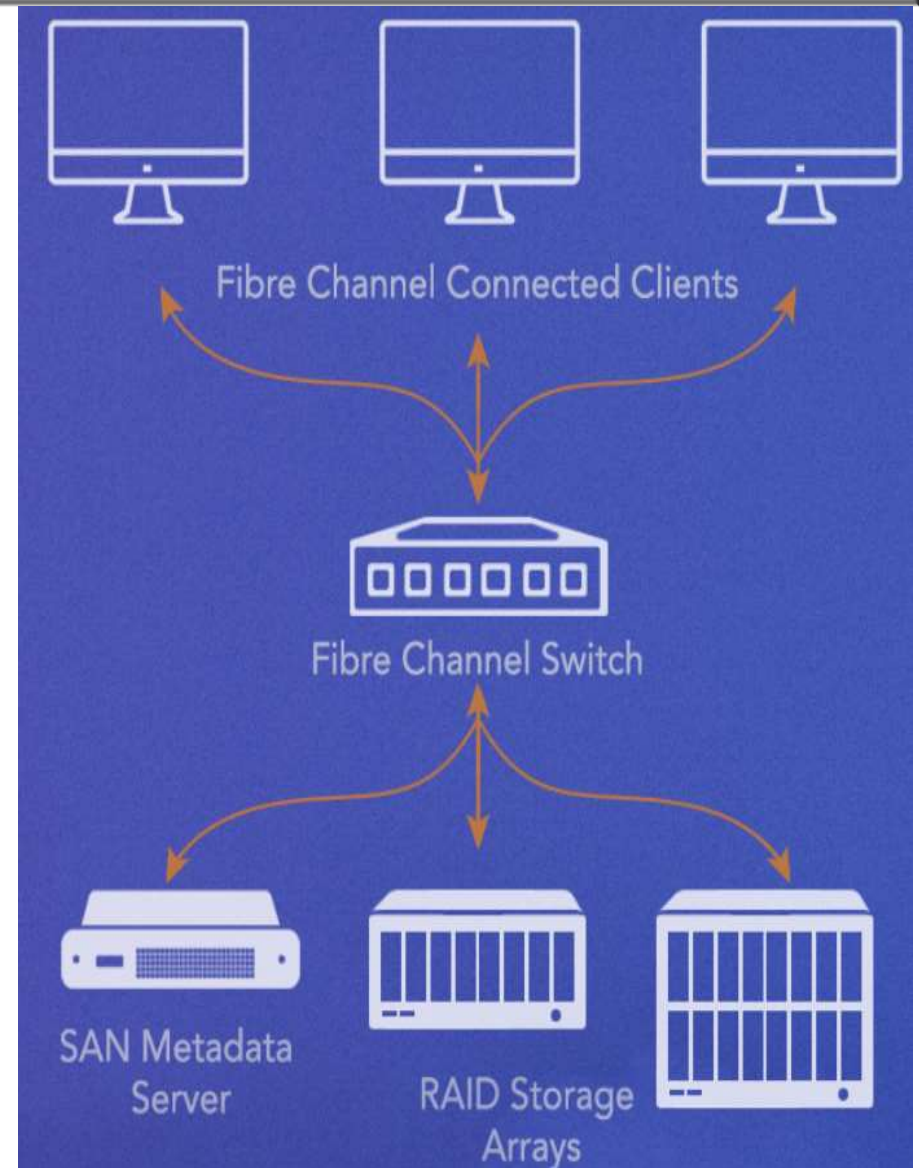 Fibre Channel Connected Clients
Fibre Channel Switch
SAN Metadata
Server
RAID Storage
Arrays